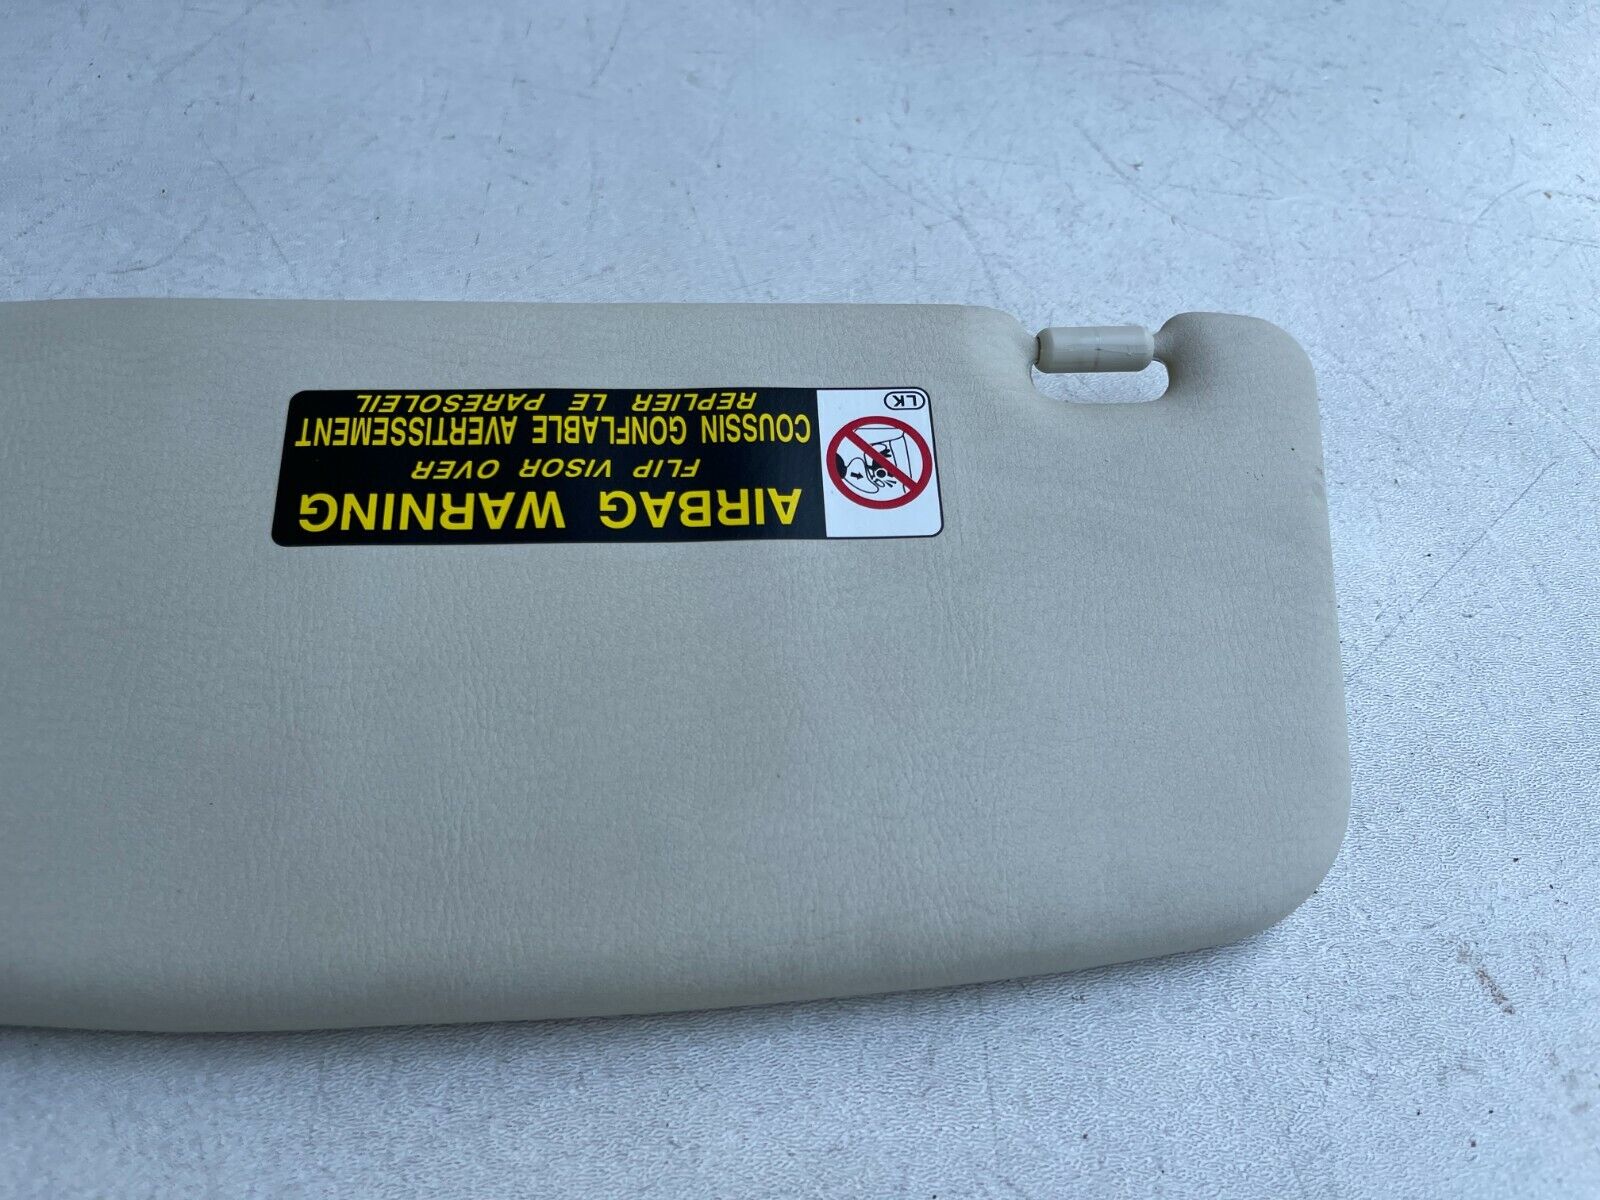 AIRBAG WARNING
FLIP VISOR OVER
COUSSIN GONFLABLE AVERTISSEMENT
REPLIER LE PARESOLEIL
LK